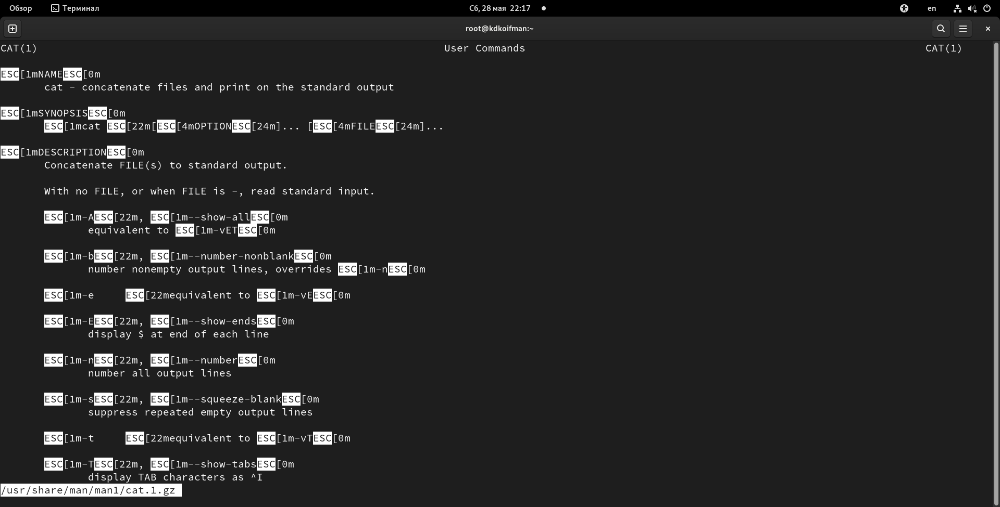 Обзор Терминал Сб, 28 мая 22:17 en
root@kdkoifman:~
CAT(1) User Commands CAT(1)
ESC[1mNAMEESC[0m
cat - concatenate files and print on the standard output
ESC[1mSYNOPSISESC[0m
ESC[1mcat ESC[22m[ESC[4mOPTIONESC[24m]... [ESC[4mFILEESC[24m]...
ESC[1mDESCRIPTIONESC[0m
Concatenate FILE(s) to standard output.
With no FILE, or when FILE is -, read standard input.
ESC[1m-AESC[22m, ESC[1m--show-allESC[0m
equivalent to ESC[1m-vETESC[0m
ESC[1m-bESC[22m, ESC[1m--number-nonblankESC[0m
number nonempty output lines, overrides ESC[1m-nESC[0m
ESC[1m-e     ESC[22mequivalent to ESC[1m-vEESC[0m
ESC[1m-EESC[22m, ESC[1m--show-endsESC[0m
display $ at end of each line
ESC[1m-nESC[22m, ESC[1m--numberESC[0m
number all output lines
ESC[1m-sESC[22m, ESC[1m--squeeze-blankESC[0m
suppress repeated empty output lines
ESC[1m-t     ESC[22mequivalent to ESC[1m-vTESC[0m
ESC[1m-TESC[22m, ESC[1m--show-tabsESC[0m
display TAB characters as ^I
/usr/share/man/man1/cat.1.gz